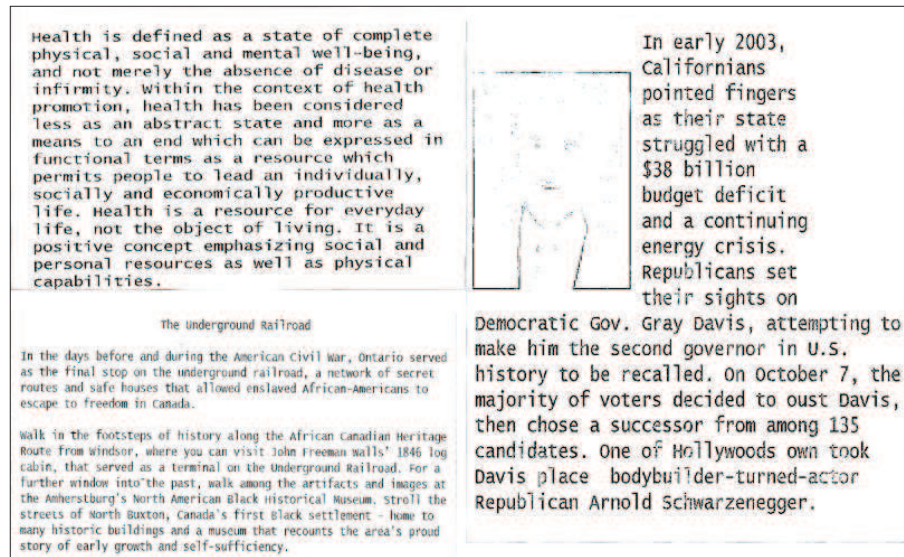 Health is defined as a state of complete
physical, social and mental well-being,
and not merely the absence of disease or
infirmity. Within the context of health
promotion, health has been considered
less as an abstract state and more as a
means to an end which can be expressed in
functional terms as a resource which
permits people to lead an individually,
socially and economically productive
life. Health is a resource for everyday
life, not the object of living. It is a
positive concept emphasizing social and
personal resources as well as physical
capabilities.
In early 2003,
Californians
pointed fingers
as their state
struggled with a
$38 billion
budget deficit
and a continuing
energy crisis.
Republicans set
their sights on
Democratic Gov. Gray Davis, attempting to
make him the second governor in U.S.
history to be recalled. On October 7, the
majority of voters decided to oust Davis,
then chose a successor from among 135
candidates. One of Hollywoods own took
Davis place bodybuilder-turned-actor
Republican Arnold Schwarzenegger.
The Underground Railroad
In the days before and during the American Civil War, Ontario served
as the final stop on the underground railroad, a network of secret
routes and safe houses that allowed enslaved African-Americans to
escape to freedom in Canada.
Walk in the footsteps of history along the African Canadian Heritage
Route from Windsor, where you can visit John Freeman Walls' 1846 log
cabin, that served as a terminal on the Underground Railroad. For a
further window into the past, walk among the artifacts and images at
the Amherstburg's North American Black Historical Museum. Stroll the
streets of North Buxton, Canada's first Black settlement - home to
many historic buildings and a museum that recounts the area's proud
story of early growth and self-sufficiency.